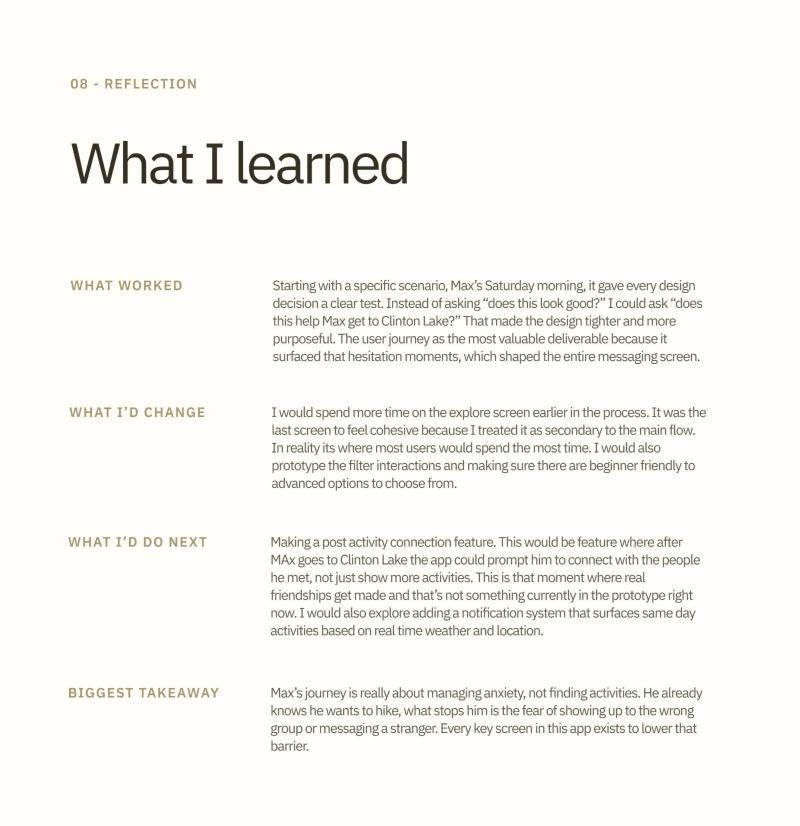 08 - REFLECTION
What I learned
WHAT WORKED
Starting with a specific scenario, Max’s Saturday morning, it gave every design
decision a clear test. Instead of asking “does this look good?” I could ask “does
this help Max get to Clinton Lake?” That made the design tighter and more
purposeful. The user journey as the most valuable deliverable because it
surfaced that hesitation moments, which shaped the entire messaging screen.
WHAT I’D CHANGE
I would spend more time on the explore screen earlier in the process. It was the
last screen to feel cohesive because I treated it as secondary to the main flow.
In reality its where most users would spend the most time. I would also
prototype the filter interactions and making sure there are beginner friendly to
advanced options to choose from.
WHAT I’D DO NEXT
Making a post activity connection feature. This would be feature where after
MAx goes to Clinton Lake the app could prompt him to connect with the people
he met, not just show more activities. This is that moment where real
friendships get made and that’s not something currently in the prototype right
now. I would also explore adding a notification system that surfaces same day
activities based on real time weather and location.
BIGGEST TAKEAWAY
Max’s journey is really about managing anxiety, not finding activities. He already
knows he wants to hike, what stops him is the fear of showing up to the wrong
group or messaging a stranger. Every key screen in this app exists to lower that
barrier.